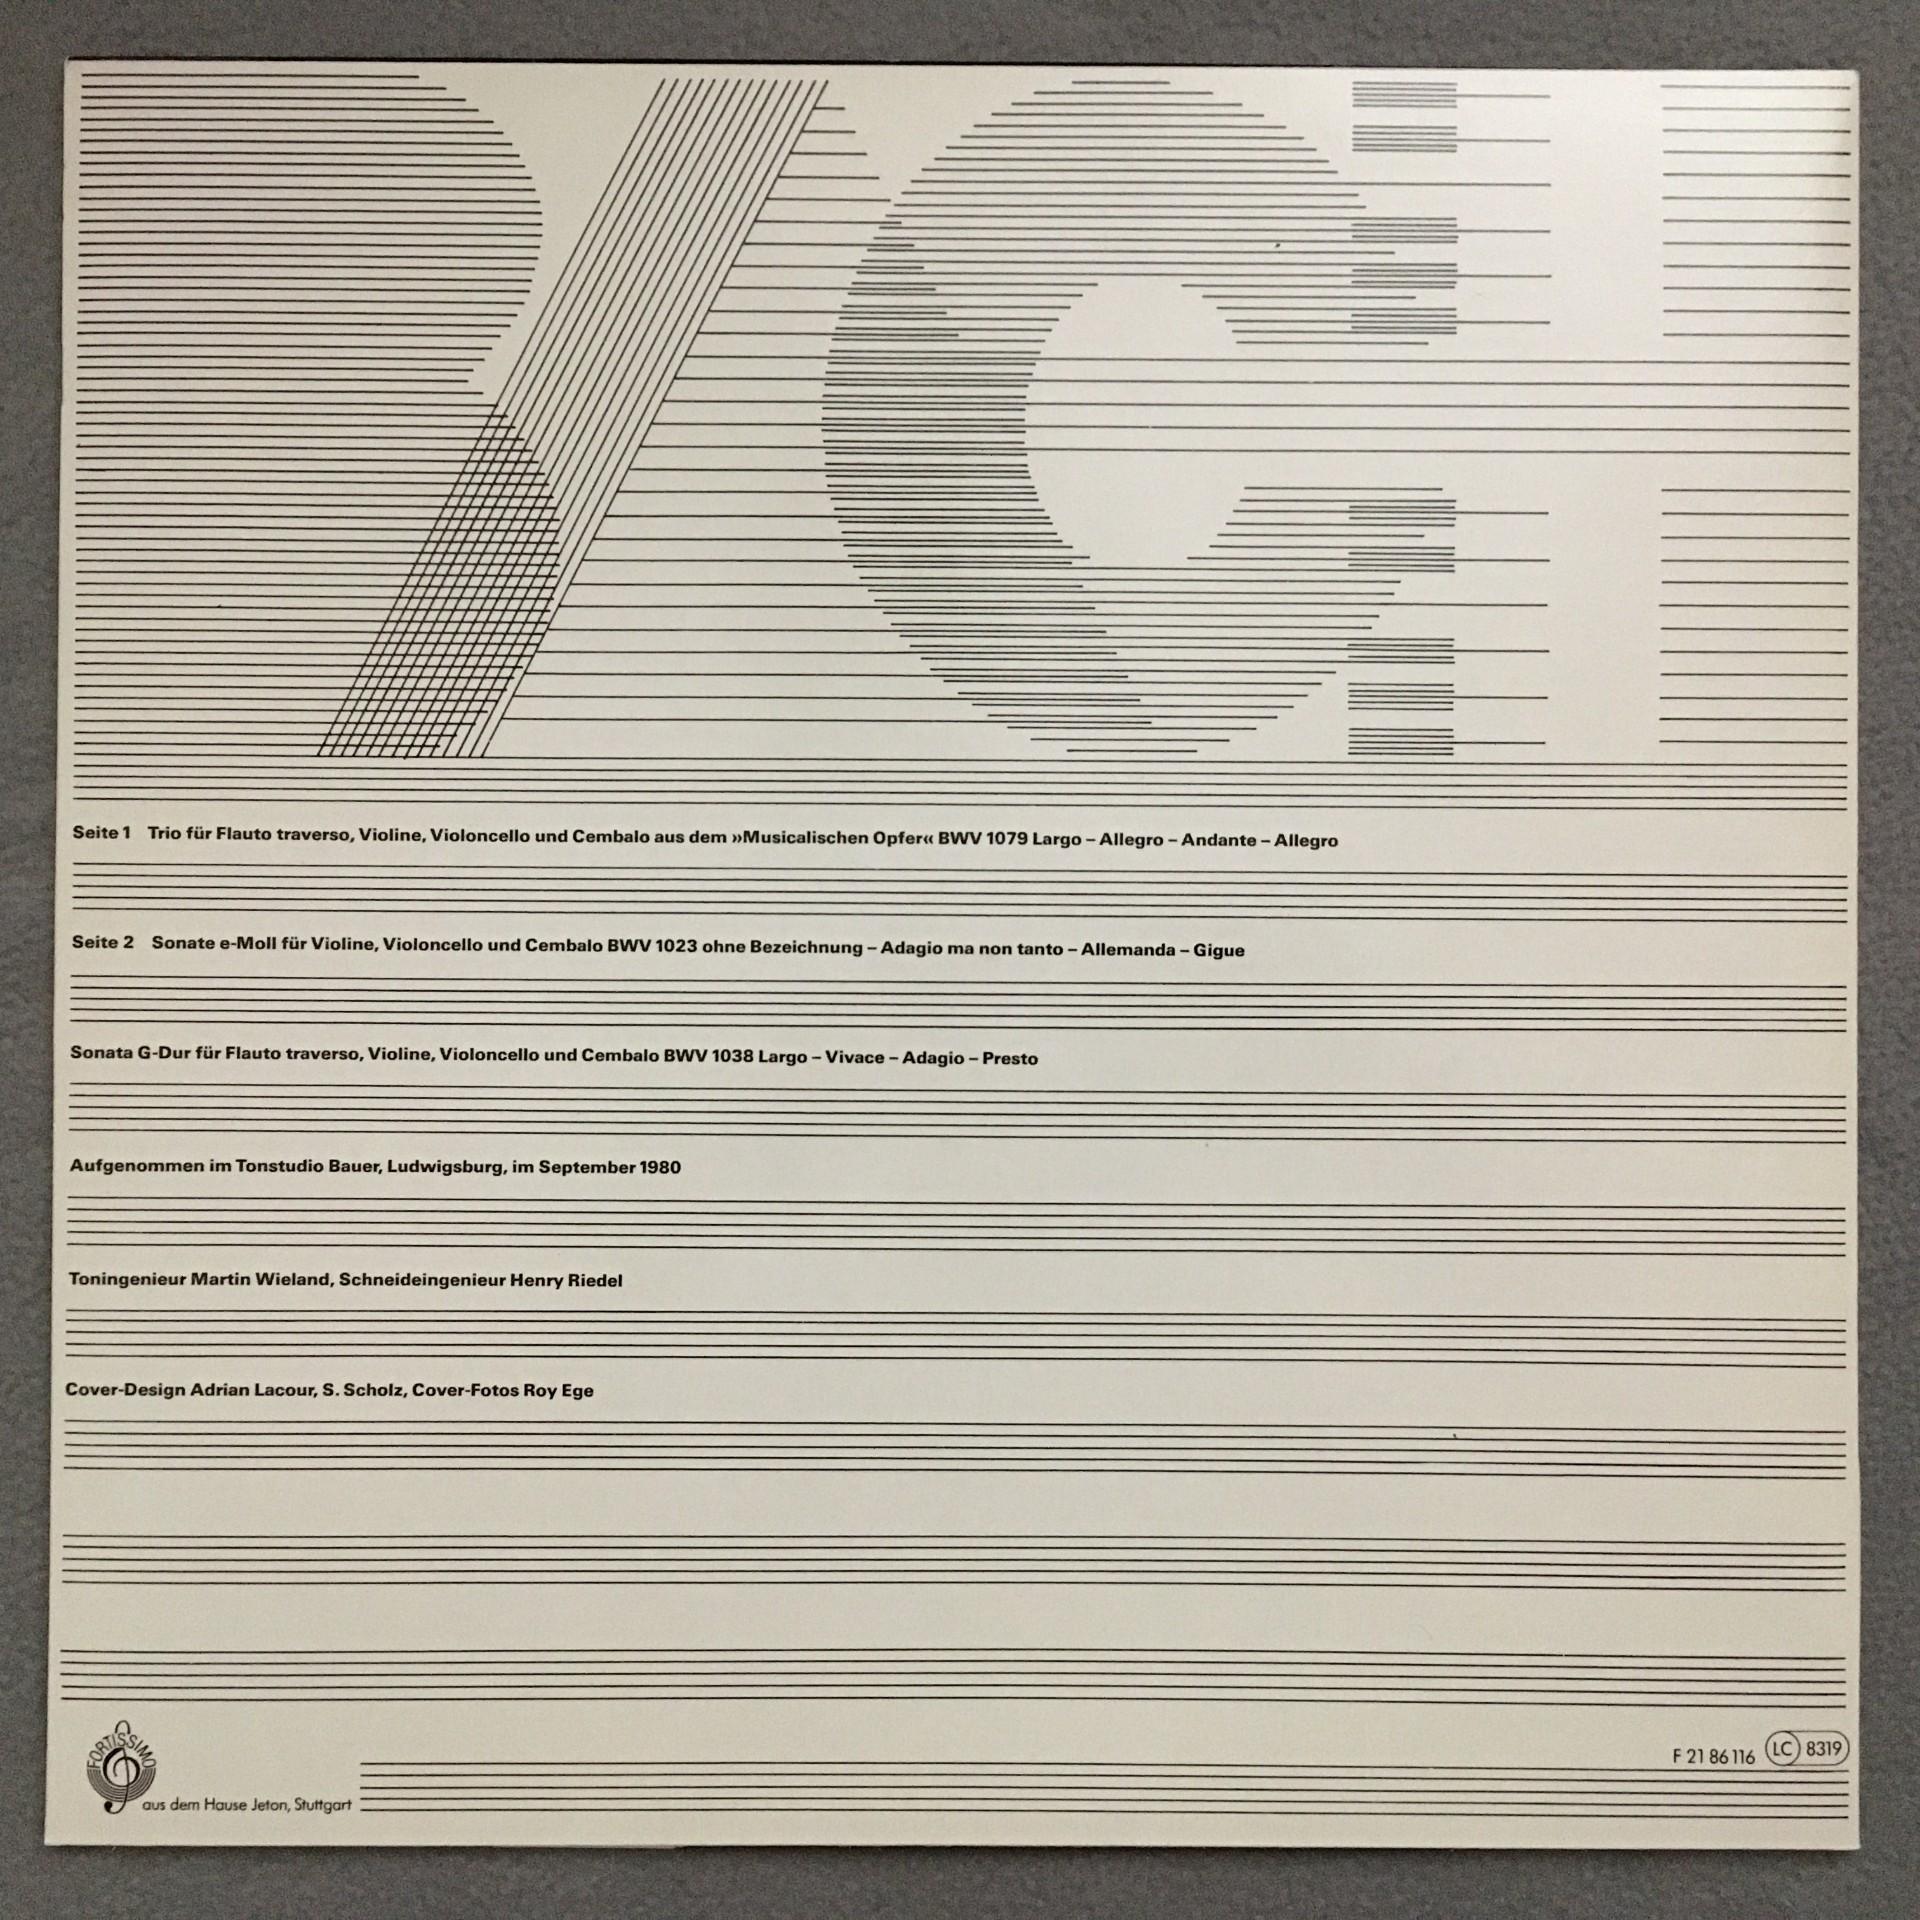 BACH
Seite 1 Trio für Flauto traverso, Violine, Violoncello und Cembalo aus dem »Musicalischen Opfer« BWV 1079 Largo – Allegro – Andante – Allegro
Seite 2 Sonate e-Moll für Violine, Violoncello und Cembalo BWV 1023 ohne Bezeichnung – Adagio ma non tanto – Allemanda – Gigue
Sonata G-Dur für Flauto traverso, Violine, Violoncello und Cembalo BWV 1038 Largo – Vivace – Adagio – Presto
Aufgenommen im Tonstudio Bauer, Ludwigsburg, im September 1980
Toningenieur Martin Wieland, Schneideingenieur Henry Riedel
Cover-Design Adrian Lacour, S. Scholz, Cover-Fotos Roy Ege
FORTISSIMO
aus dem Hause Jeton, Stuttgart
F 21 86 116 LC 8319